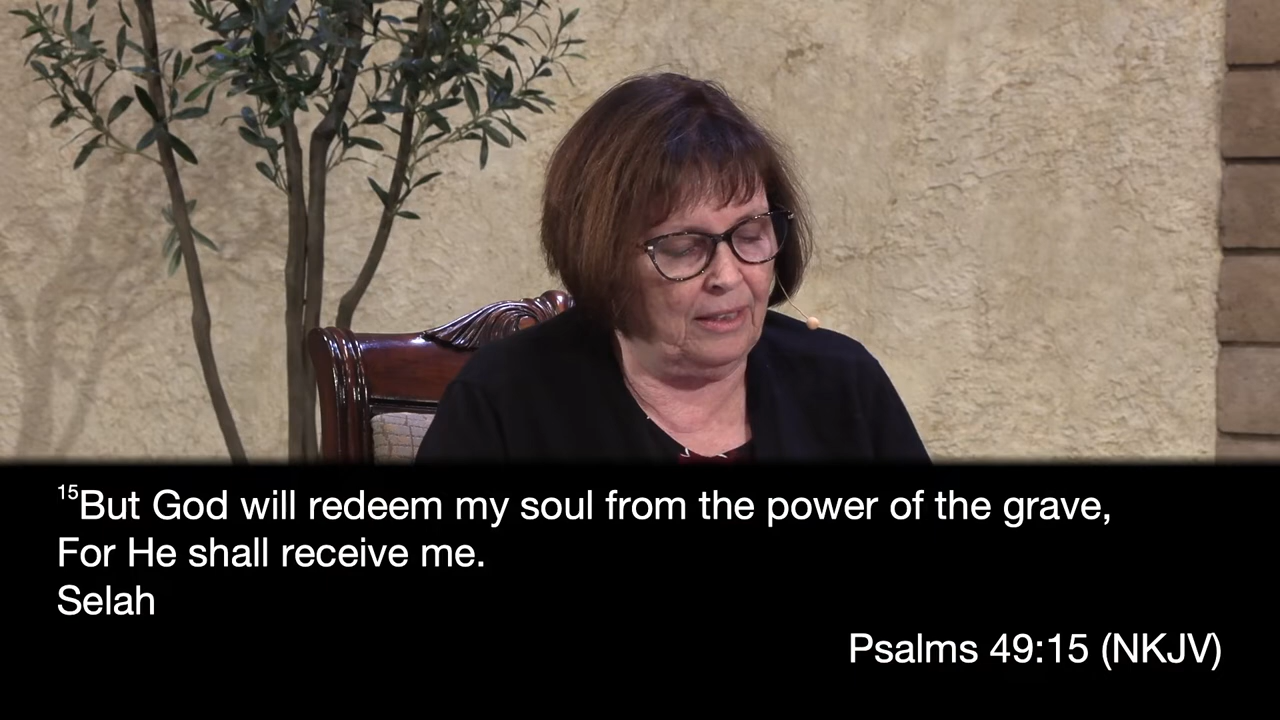 15But God will redeem my soul from the power of the grave,
For He shall receive me.
Selah
Psalms 49:15 (NKJV)